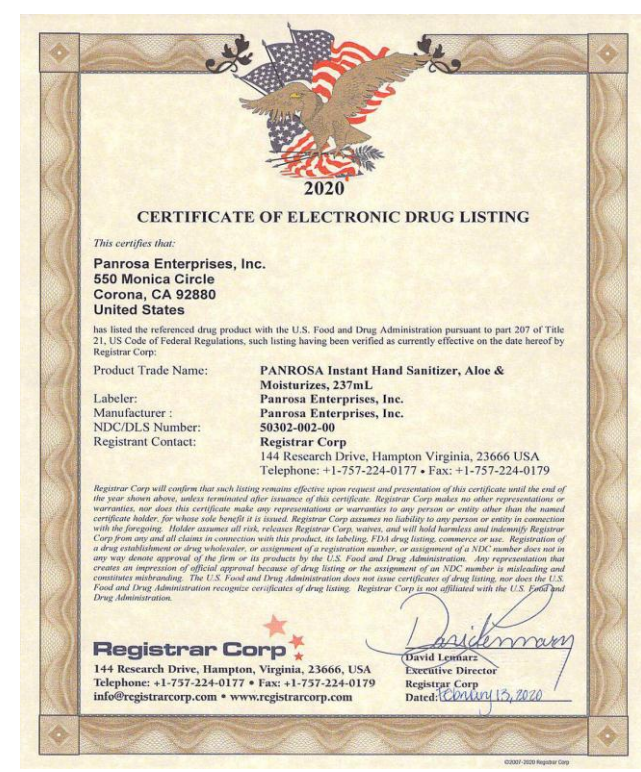 2020
CERTIFICATE OF ELECTRONIC DRUG LISTING
This certifies that:
Panrosa Enterprises, Inc.
550 Monica Circle
Corona, CA 92880
United States
has listed the referenced drug product with the U.S. Food and Drug Administration pursuant to part 207 of Title
21, US Code of Federal Regulations, such listing having been verified as currently effective on the date hereof by
Registrar Corp:
Product Trade Name: PANROSA Instant Hand Sanitizer, Aloe &
Moisturizes, 237mL
Labeler: Panrosa Enterprises, Inc.
Manufacturer : Panrosa Enterprises, Inc.
NDC/DLS Number: 50302-002-00
Registrant Contact: Registrar Corp
144 Research Drive, Hampton Virginia, 23666 USA
Telephone: +1-757-224-0177 • Fax: +1-757-224-0179
Registrar Corp will confirm that such listing remains effective upon request and presentation of this certificate until the end of
the year shown above, unless terminated after issuance of this certificate. Registrar Corp makes no other representations or
warranties, nor does this certificate make any representations or warranties to any person or entity other than the named
certificate holder, for whose sole benefit it is issued. Registrar Corp assumes no liability to any person or entity in connection
with the foregoing. Holder assumes all risk, releases Registrar Corp, waives, and will hold harmless and indemnify Registrar
Corp from any and all claims in connection with this product, its labeling, FDA drug listing, commerce or use. Registration of
a drug establishment or drug wholesaler, or assignment of a registration number, or assignment of a NDC number does not in
any way denote approval of the firm or its products by the U.S. Food and Drug Administration. Any representation that
creates an impression of official approval because of drug listing or the assignment of an NDC number is misleading and
constitutes misbranding. The U.S. Food and Drug Administration does not issue certificates of drug listing, nor does the U.S.
Food and Drug Administration recognize cerificates of drug listing. Registrar Corp is not affiliated with the U.S. Food and
Drug Administration.
Registrar Corp
144 Research Drive, Hampton, Virginia, 23666, USA
Telephone: +1-757-224-0177 • Fax: +1-757-224-0179
info@registrarcorp.com • www.registrarcorp.com
David Lennarz
Executive Director
Registrar Corp
Dated: February 13, 2020
©2007-2020 Registrar Corp